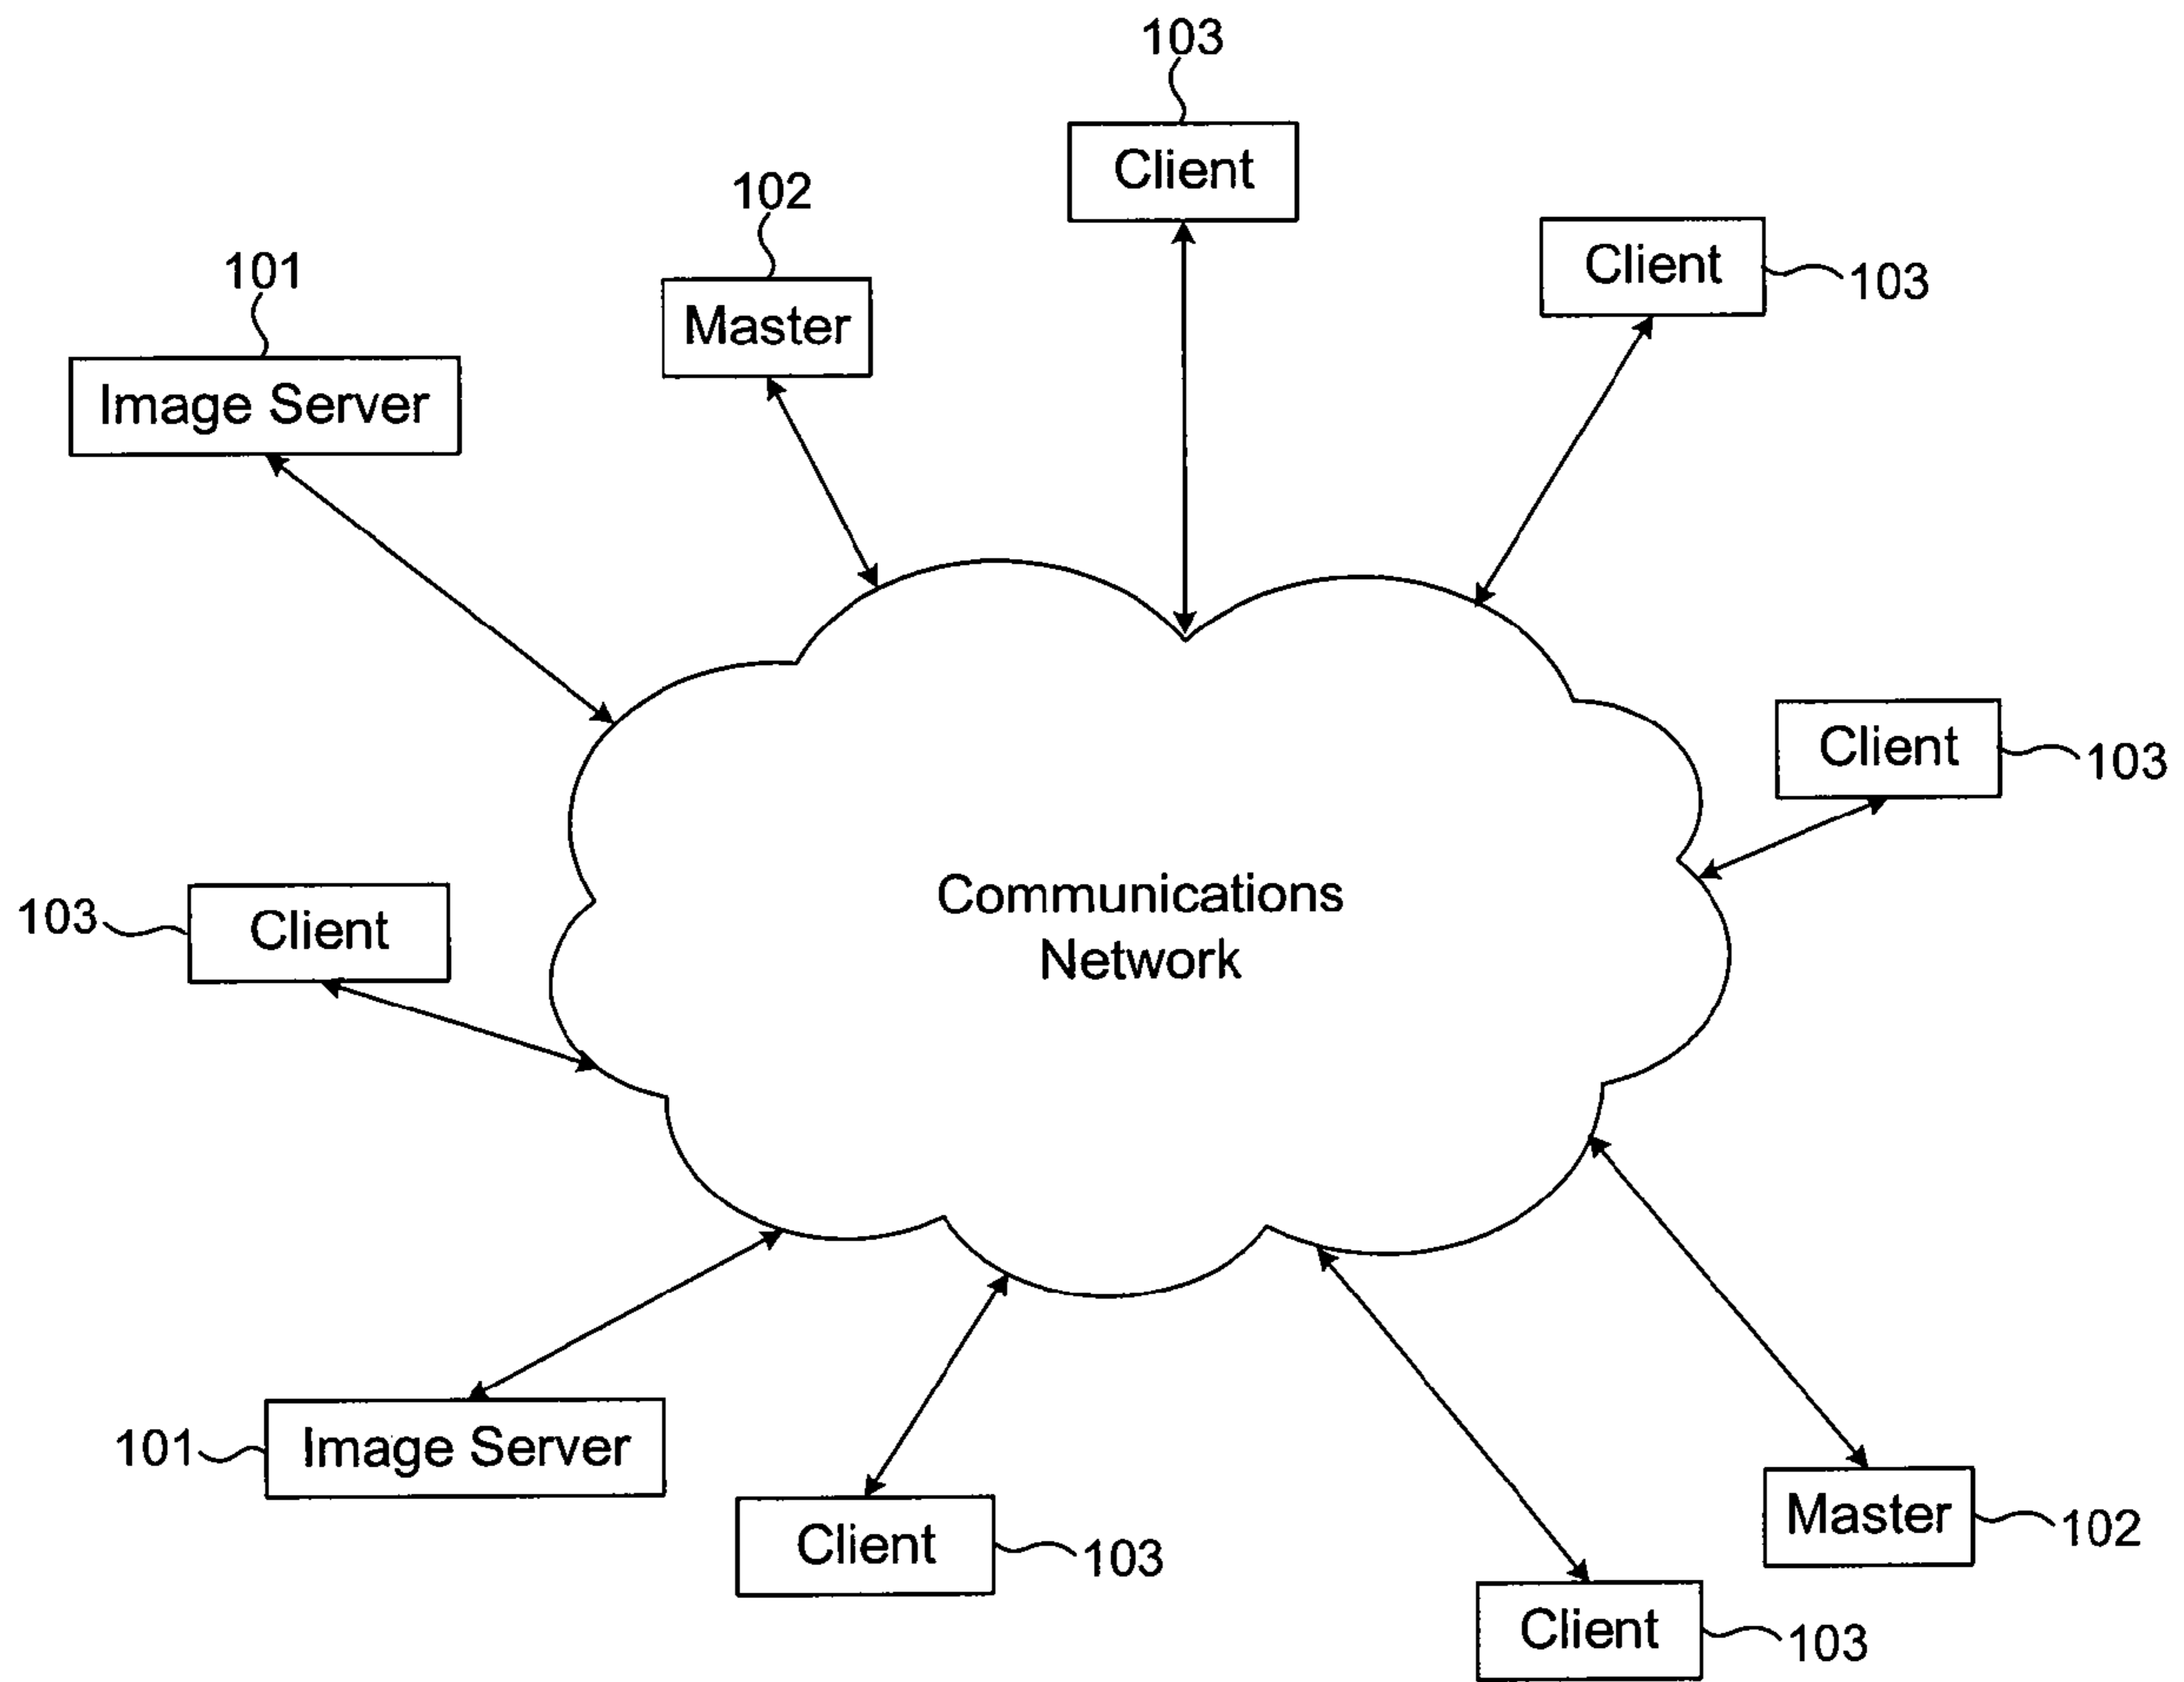 103
Client
102
Master
Client
103
101
Image Server
Client
103
Communications
Network
103
Client
101
Image Server
Client
103
Master
102
Client
103